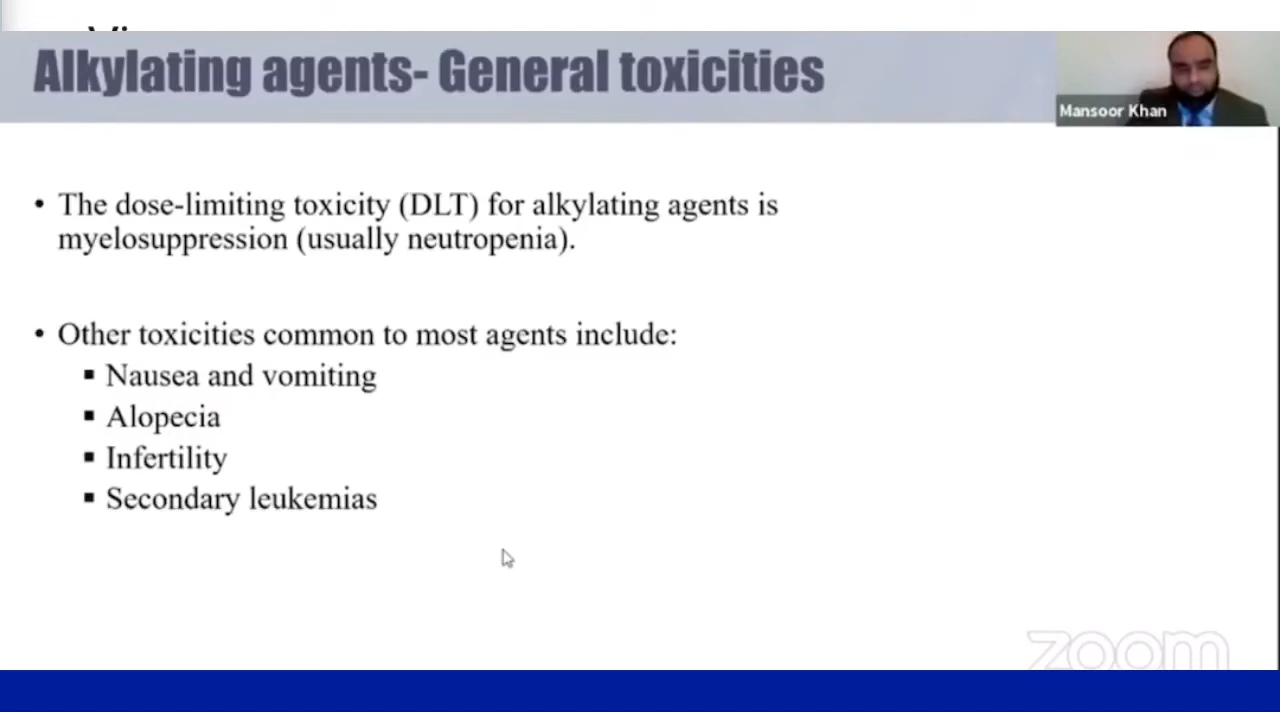 Alkylating agents- General toxicities
Mansoor Khan
• The dose-limiting toxicity (DLT) for alkylating agents is
myelosuppression (usually neutropenia).
• Other toxicities common to most agents include:
▪ Nausea and vomiting
▪ Alopecia
▪ Infertility
▪ Secondary leukemias
zoom